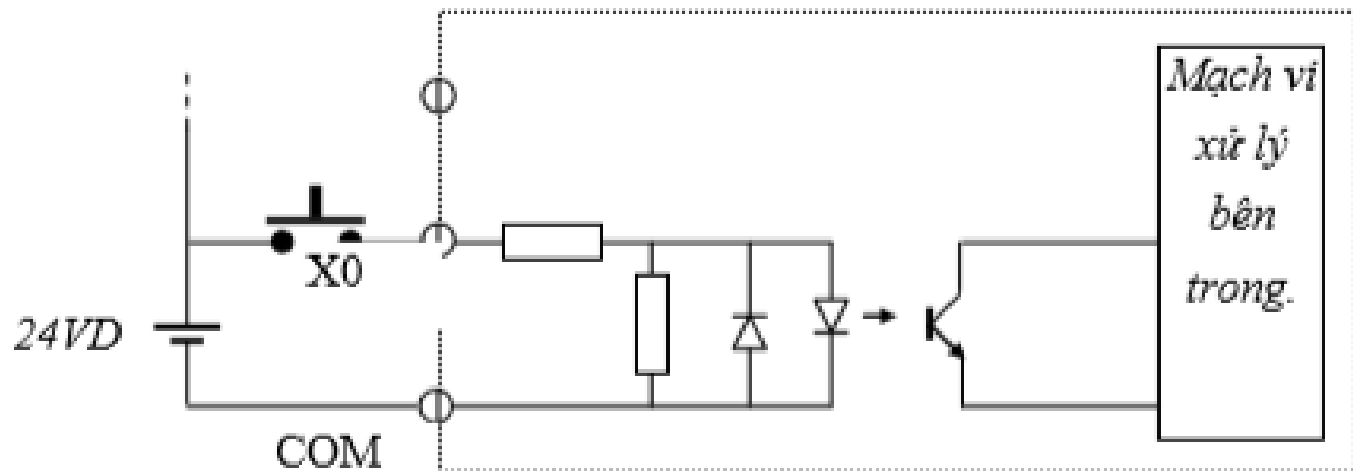 Mạch vi
xử lý
bên
trong.
X0
24VD
COM